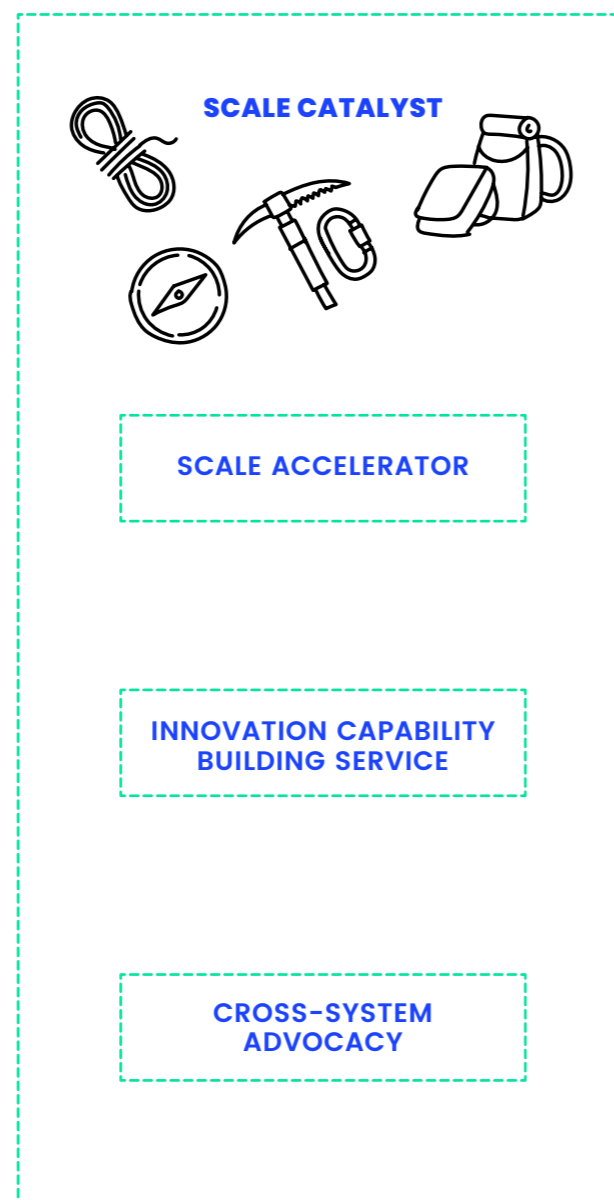 SCALE CATALYST
SCALE ACCELERATOR
INNOVATION CAPABILITY
BUILDING SERVICE
CROSS-SYSTEM
ADVOCACY